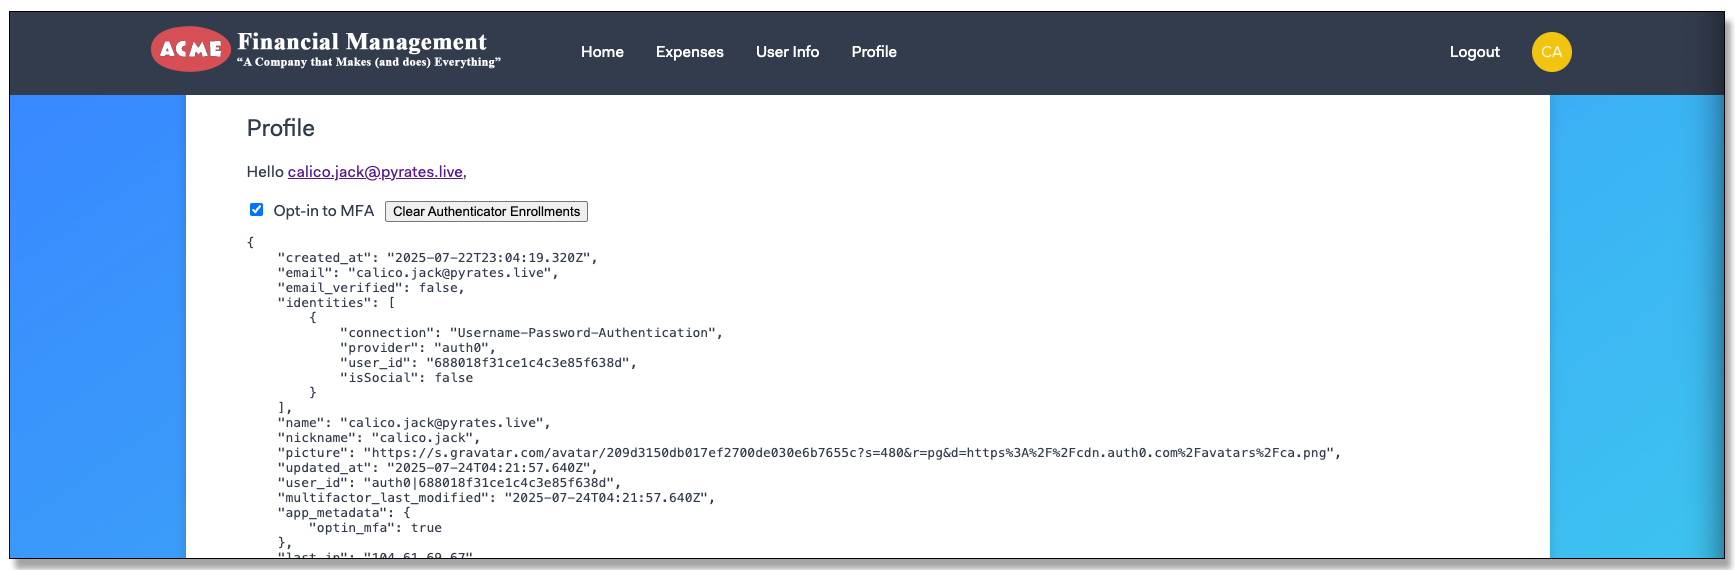 ACME Financial Management
“A Company that Makes (and does) Everything”
Home Expenses User Info Profile Logout CA
Profile
Hello calico.jack@pyrates.live,
Opt-in to MFA Clear Authenticator Enrollments
{
    "created_at": "2025-07-22T23:04:19.320Z",
    "email": "calico.jack@pyrates.live",
    "email_verified": false,
    "identities": [
        {
            "connection": "Username-Password-Authentication",
            "provider": "auth0",
            "user_id": "688018f31ce1c4c3e85f638d",
            "isSocial": false
        }
    ],
    "name": "calico.jack@pyrates.live",
    "nickname": "calico.jack",
    "picture": "https://s.gravatar.com/avatar/209d3150db017ef2700de030e6b7655c?s=480&r=pg&d=https%3A%2F%2Fcdn.auth0.com%2Favatars%2Fca.png",
    "updated_at": "2025-07-24T04:21:57.640Z",
    "user_id": "auth0|688018f31ce1c4c3e85f638d",
    "multifactor_last_modified": "2025-07-24T04:21:57.640Z",
    "app_metadata": {
        "optin_mfa": true
    },
    "last_ip": "104.61.69.67"